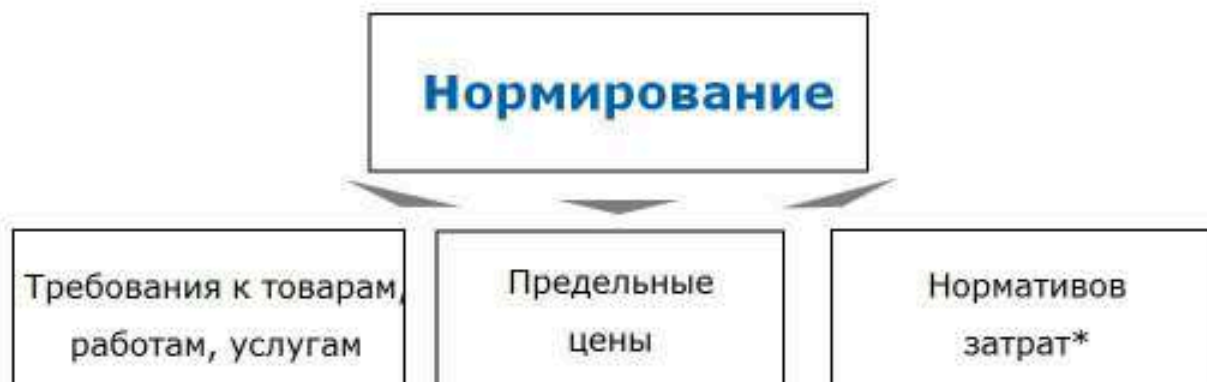 Нормирование
Требования к товарам,
работам, услугам
Предельные
цены
Нормативов
затрат*